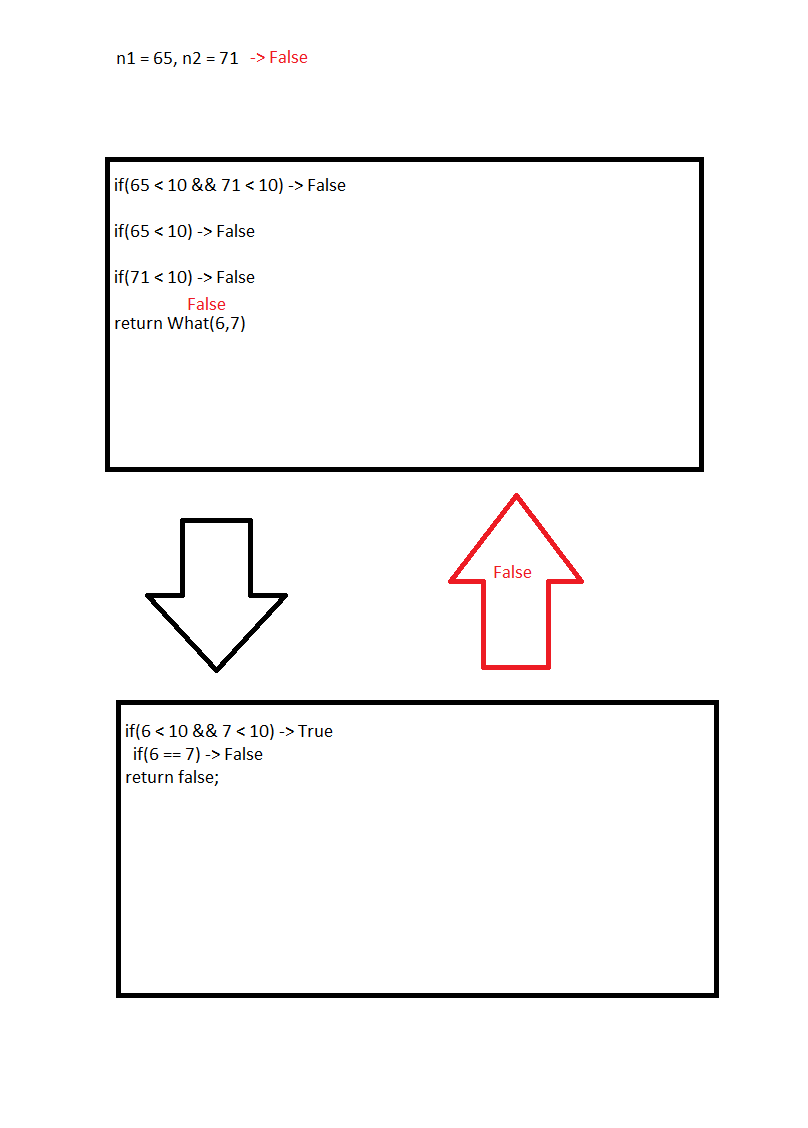 n1 = 65, n2 = 71 -> False
if(65 < 10 && 71 < 10) -> False
if(65 < 10) -> False
if(71 < 10) -> False
False
return What(6,7)
False
if(6 < 10 && 7 < 10) -> True
if(6 == 7) -> False
return false;